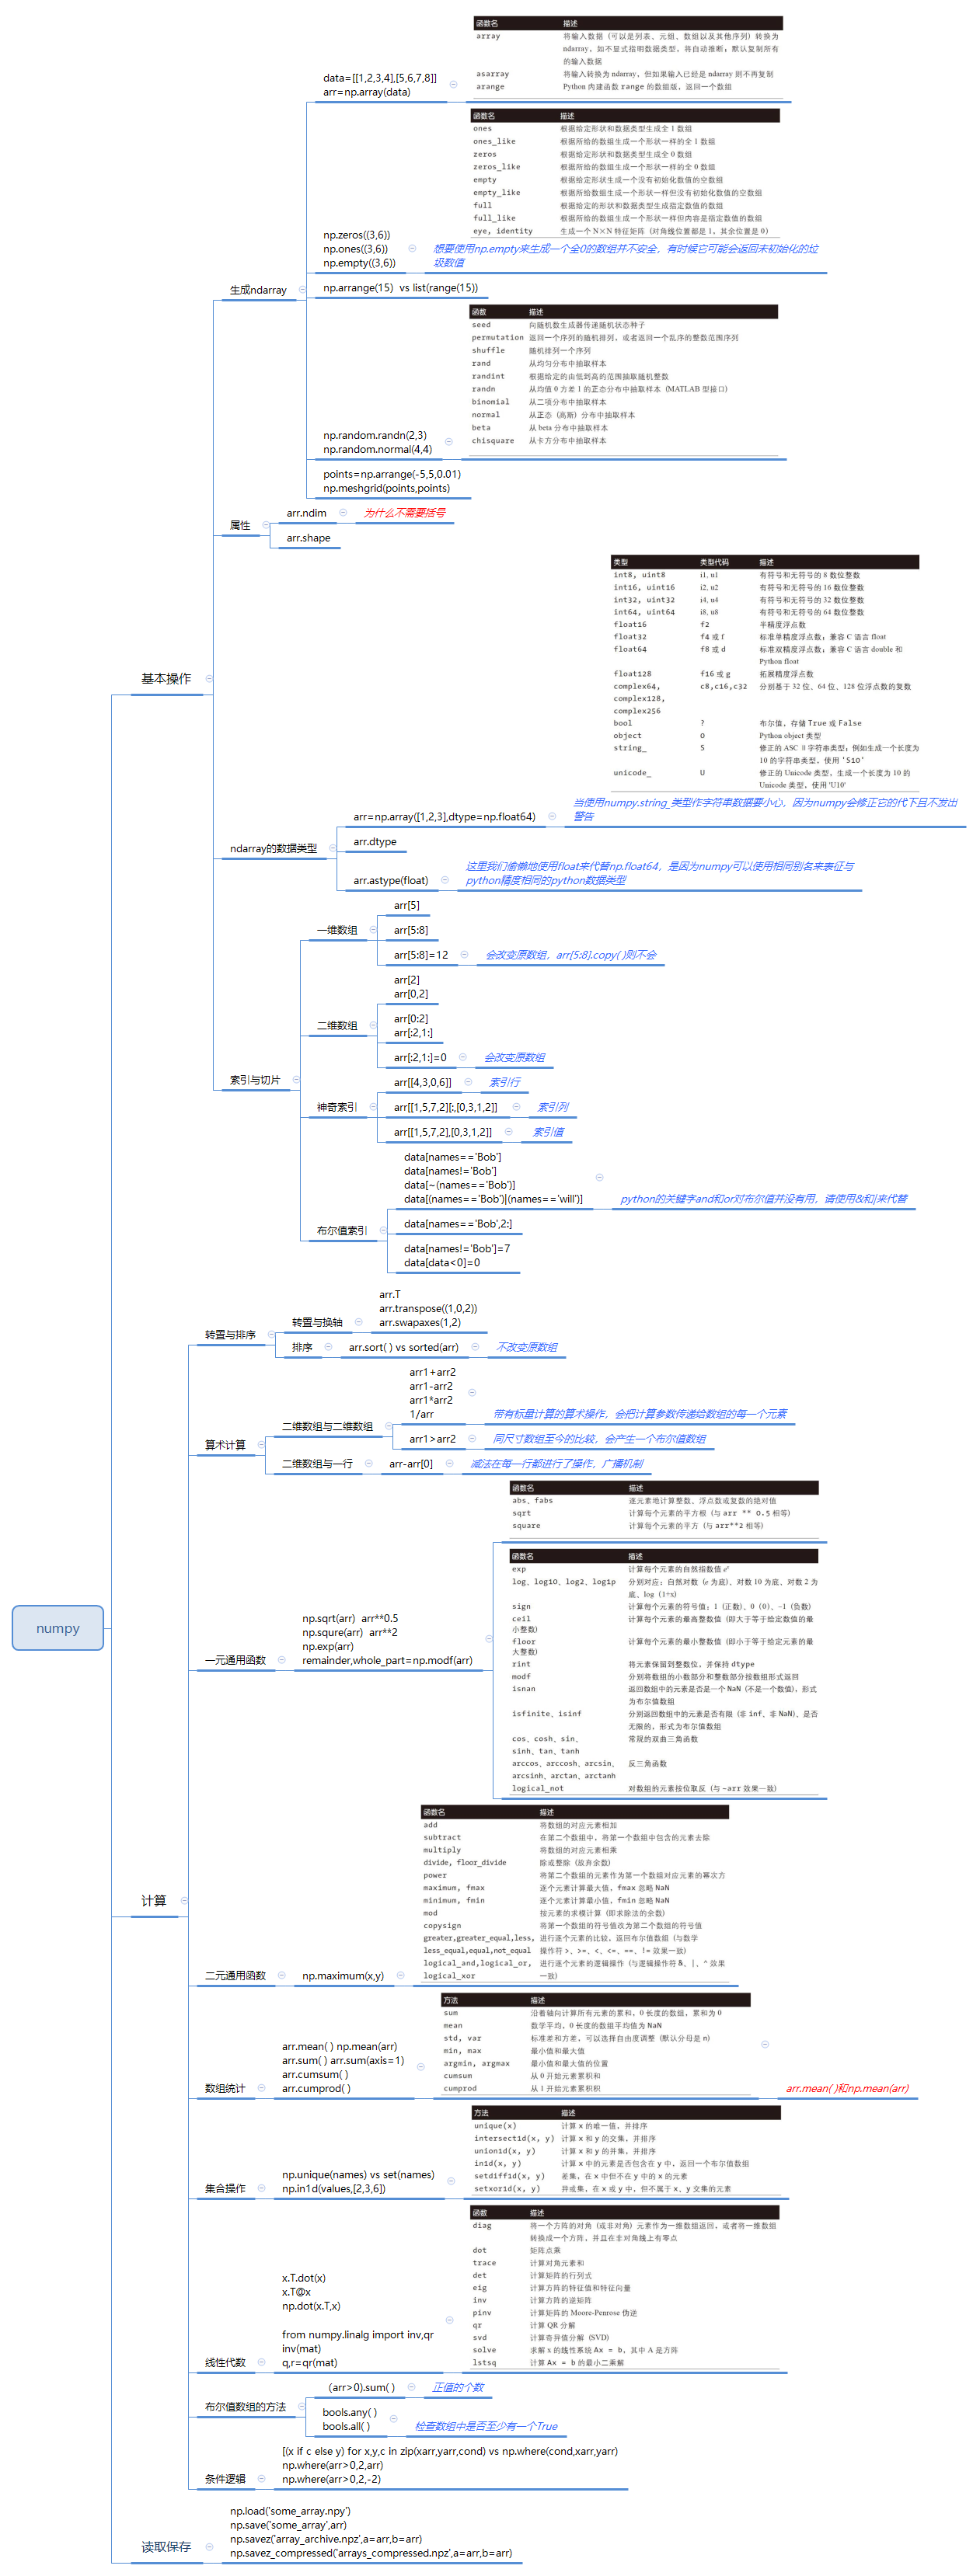 numpy
基本操作
生成ndarray
data=[[1,2,3,4],[5,6,7,8]]
arr=np.array(data)
函数名 描述
array 将输入数据（可以是列表、元组、数组以及其他序列）转换为
ndarray，如不显式指明数据类型，将自动推断；默认复制所有
的输入数据
asarray 将输入转换为 ndarray，但如果输入已经是 ndarray 则不再复制
arange Python 内建函数 range 的数组版，返回一个数组
函数名 描述
ones 根据给定形状和数据类型生成全 1 数组
ones_like 根据所给的数组生成一个形状一样的全 1 数组
zeros 根据给定形状和数据类型生成全 0 数组
zeros_like 根据所给的数组生成一个形状一样的全 0 数组
empty 根据给定形状生成一个没有初始化数值的空数组
empty_like 根据所给数组生成一个形状一样但没有初始化数值的空数组
full 根据给定的形状和数据类型生成指定数值的数组
full_like 根据所给的数组生成一个形状一样但内容是指定数值的数组
eye, identity 生成一个 N×N 特征矩阵（对角线位置都是 1，其余位置是 0）
np.zeros((3,6))
np.ones((3,6))
np.empty((3,6))
想要使用np.empty来生成一个全0的数组并不安全，有时候它可能会返回未初始化的垃
圾数值
np.arrange(15) vs list(range(15))
函数 描述
seed 向随机数生成器传递随机状态种子
permutation 返回一个序列的随机排列，或者返回一个乱序的整数范围序列
shuffle 随机排列一个序列
rand 从均匀分布中抽取样本
randint 根据给定的由低到高的范围抽取随机整数
randn 从均值 0 方差 1 的正态分布中抽取样本（MATLAB 型接口）
binomial 从二项分布中抽取样本
normal 从正态（高斯）分布中抽取样本
beta 从 beta 分布中抽取样本
chisquare 从卡方分布中抽取样本
np.random.randn(2,3)
np.random.normal(4,4)
points=np.arrange(-5,5,0.01)
np.meshgrid(points,points)
属性
arr.ndim
为什么不需要括号
arr.shape
ndarray的数据类型
类型 类型代码 描述
int8, uint8 i1, u1 有符号和无符号的 8 数位整数
int16, uint16 i2, u2 有符号和无符号的 16 数位整数
int32, uint32 i4, u4 有符号和无符号的 32 数位整数
int64, uint64 i8, u8 有符号和无符号的 64 数位整数
float16 f2 半精度浮点数
float32 f4 或 f 标准单精度浮点数；兼容 C 语言 float
float64 f8 或 d 标准双精度浮点数；兼容 C 语言 double 和
Python float
float128 f16 或 g 拓展精度浮点数
complex64, c8,c16,c32 分别基于 32 位、64 位、128 位浮点数的复数
complex128,
complex256
bool ? 布尔值，存储 True 或 False
object O Python object 类型
string_ S 修正的 ASC Ⅱ字符串类型；例如生成一个长度为
10 的字符串类型，使用 'S10'
unicode_ U 修正的 Unicode 类型，生成一个长度为 10 的
Unicode 类型，使用 'U10'
arr=np.array([1,2,3],dtype=np.float64)
当使用numpy.string_类型作字符串数据要小心，因为numpy会修正它的代下且不发出
警告
arr.dtype
arr.astype(float)
这里我们偷懒地使用float来代替np.float64，是因为numpy可以使用相同别名来表征与
python精度相同的python数据类型
索引与切片
一维数组
arr[5]
arr[5:8]
arr[5:8]=12
会改变原数组，arr[5:8].copy( )则不会
二维数组
arr[2]
arr[0,2]
arr[0:2]
arr[:2,1:]
arr[:2,1:]=0
会改变原数组
神奇索引
arr[[4,3,0,6]]
索引行
arr[[1,5,7,2][:,[0,3,1,2]]
索引列
arr[[1,5,7,2],[0,3,1,2]]
索引值
布尔值索引
data[names=='Bob']
data[names!='Bob']
data[~(names=='Bob')]
data[(names=='Bob')|(names=='will')]
python的关键字and和or对布尔值并没有用，请使用&和|来代替
data[names=='Bob',2:]
data[names!='Bob']=7
data[data<0]=0
计算
转置与排序
转置与换轴
arr.T
arr.transpose((1,0,2))
arr.swapaxes(1,2)
排序
arr.sort( ) vs sorted(arr)
不改变原数组
算术计算
二维数组与二维数组
arr1+arr2
arr1-arr2
arr1*arr2
1/arr
带有标量计算的算术操作，会把计算参数传递给数组的每一个元素
arr1>arr2
同尺寸数组至今的比较，会产生一个布尔值数组
二维数组与一行
arr-arr[0]
减法在每一行都进行了操作，广播机制
一元通用函数
np.sqrt(arr) arr**0.5
np.squre(arr) arr**2
np.exp(arr)
remainder,whole_part=np.modf(arr)
函数名 描述
abs、fabs 逐元素地计算整数、浮点数或复数的绝对值
sqrt 计算每个元素的平方根（与 arr ** 0.5 相等）
square 计算每个元素的平方（与 arr**2 相等）
函数名 描述
exp 计算每个元素的自然指数值 eˣ
log、log10、log2、log1p 分别对应：自然对数（e 为底）、对数 10 为底、对数 2 为
底、log（1+x）
sign 计算每个元素的符号值：1（正数）、0（0）、-1（负数）
ceil 计算每个元素的最高整数值（即大于等于给定数值的最
小整数）
floor 计算每个元素的最小整数值（即小于等于给定元素的最
大整数）
rint 将元素保留到整数位，并保持 dtype
modf 分别将数组的小数部分和整数部分按数组形式返回
isnan 返回数组中的元素是否是一个 NaN（不是一个数值），形式
为布尔值数组
isfinite、isinf 分别返回数组中的元素是否有限（非 inf、非 NaN）、是否
无限的，形式为布尔值数组
cos、cosh、sin、 常规的双曲三角函数
sinh、tan、tanh
arccos、arccosh、arcsin、 反三角函数
arcsinh、arctan、arctanh
logical_not 对数组的元素按位取反（与 ~arr 效果一致）
二元通用函数
np.maximum(x,y)
函数名 描述
add 将数组的对应元素相加
subtract 在第二个数组中，将第一个数组中包含的元素去除
multiply 将数组的对应元素相乘
divide, floor_divide 除或整除（放弃余数）
power 将第二个数组的元素作为第一个数组对应元素的幂次方
maximum, fmax 逐个元素计算最大值，fmax 忽略 NaN
minimum, fmin 逐个元素计算最小值，fmin 忽略 NaN
mod 按元素的求模计算（即求除法的余数）
copysign 将第一个数组的符号值改为第二个数组的符号值
greater,greater_equal,less, 进行逐个元素的比较，返回布尔值数组（与数学
less_equal,equal,not_equal 操作符 >、>=、<、<=、==、!= 效果一致）
logical_and,logical_or, 进行逐个元素的逻辑操作（与逻辑操作符 &、|、^ 效果
logical_xor 一致）
数组统计
arr.mean( ) np.mean(arr)
arr.sum( ) arr.sum(axis=1)
arr.cumsum( )
arr.cumprod( )
方法 描述
sum 沿着轴向计算所有元素的累和，0 长度的数组，累和为 0
mean 数学平均，0 长度的数组平均值为 NaN
std, var 标准差和方差，可以选择自由度调整（默认分母是 n）
min, max 最小值和最大值
argmin, argmax 最小值和最大值的位置
cumsum 从 0 开始元素累积和
cumprod 从 1 开始元素累积积
arr.mean( )和np.mean(arr)
集合操作
np.unique(names) vs set(names)
np.in1d(values,[2,3,6])
方法 描述
unique(x) 计算 x 的唯一值，并排序
intersect1d(x, y) 计算 x 和 y 的交集，并排序
union1d(x, y) 计算 x 和 y 的并集，并排序
in1d(x, y) 计算 x 中的元素是否包含在 y 中，返回一个布尔值数组
setdiff1d(x, y) 差集，在 x 中但不在 y 中的 x 的元素
setxor1d(x, y) 异或集，在 x 或 y 中，但不属于 x、y 交集的元素
线性代数
x.T.dot(x)
x.T@x
np.dot(x.T,x)
from numpy.linalg import inv,qr
inv(mat)
q,r=qr(mat)
函数 描述
diag 将一个方阵的对角（或非对角）元素作为一维数组返回，或者将一维数组
转换成一个方阵，并且在非对角线上有零点
dot 矩阵点乘
trace 计算对角元素和
det 计算矩阵的行列式
eig 计算方阵的特征值和特征向量
inv 计算方阵的逆矩阵
pinv 计算矩阵的 Moore-Penrose 伪逆
qr 计算 QR 分解
svd 计算奇异值分解（SVD）
solve 求解 x 的线性系统 Ax = b，其中 A 是方阵
lstsq 计算 Ax = b 的最小二乘解
布尔值数组的方法
(arr>0).sum( )
正值的个数
bools.any( )
bools.all( )
检查数组中是否至少有一个True
条件逻辑
[(x if c else y) for x,y,c in zip(xarr,yarr,cond) vs np.where(cond,xarr,yarr)
np.where(arr>0,2,arr)
np.where(arr>0,2,-2)
读取保存
np.load('some_array.npy')
np.save('some_array',arr)
np.savez('array_archive.npz',a=arr,b=arr)
np.savez_compressed('arrays_compressed.npz',a=arr,b=arr)